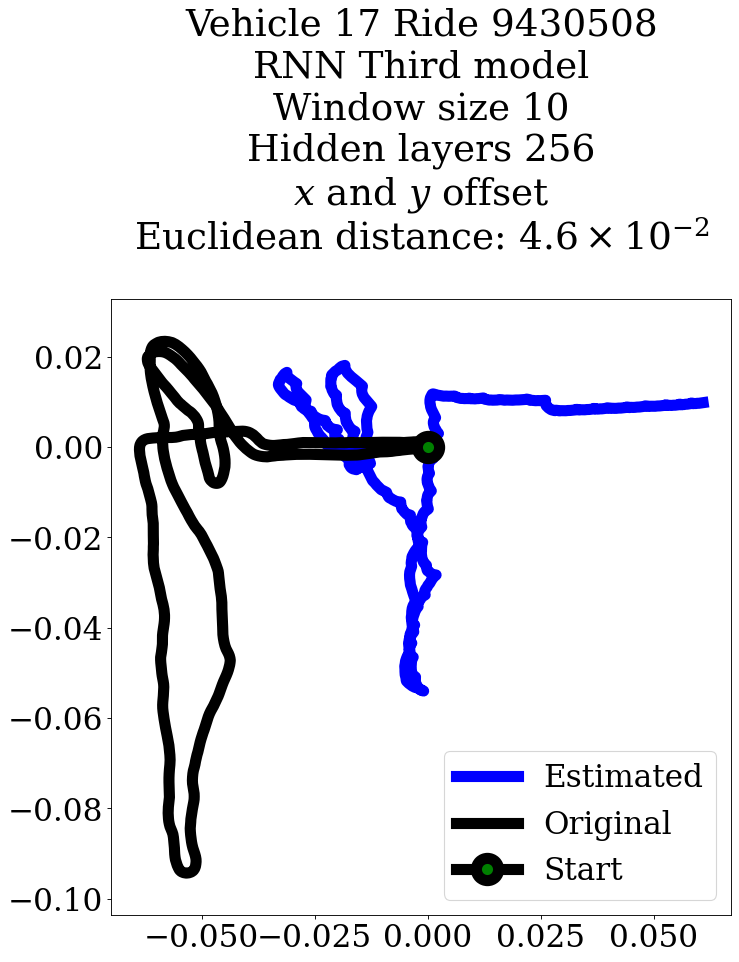 Vehicle 17 Ride 9430508
RNN Third model
Window size 10
Hidden layers 256
x and y offset
Euclidean distance: 4.6 × 10⁻²
0.02
0.00
−0.02
−0.04
−0.06
−0.08
−0.10
Estimated
Original
Start
−0.050 −0.025 0.000 0.025 0.050